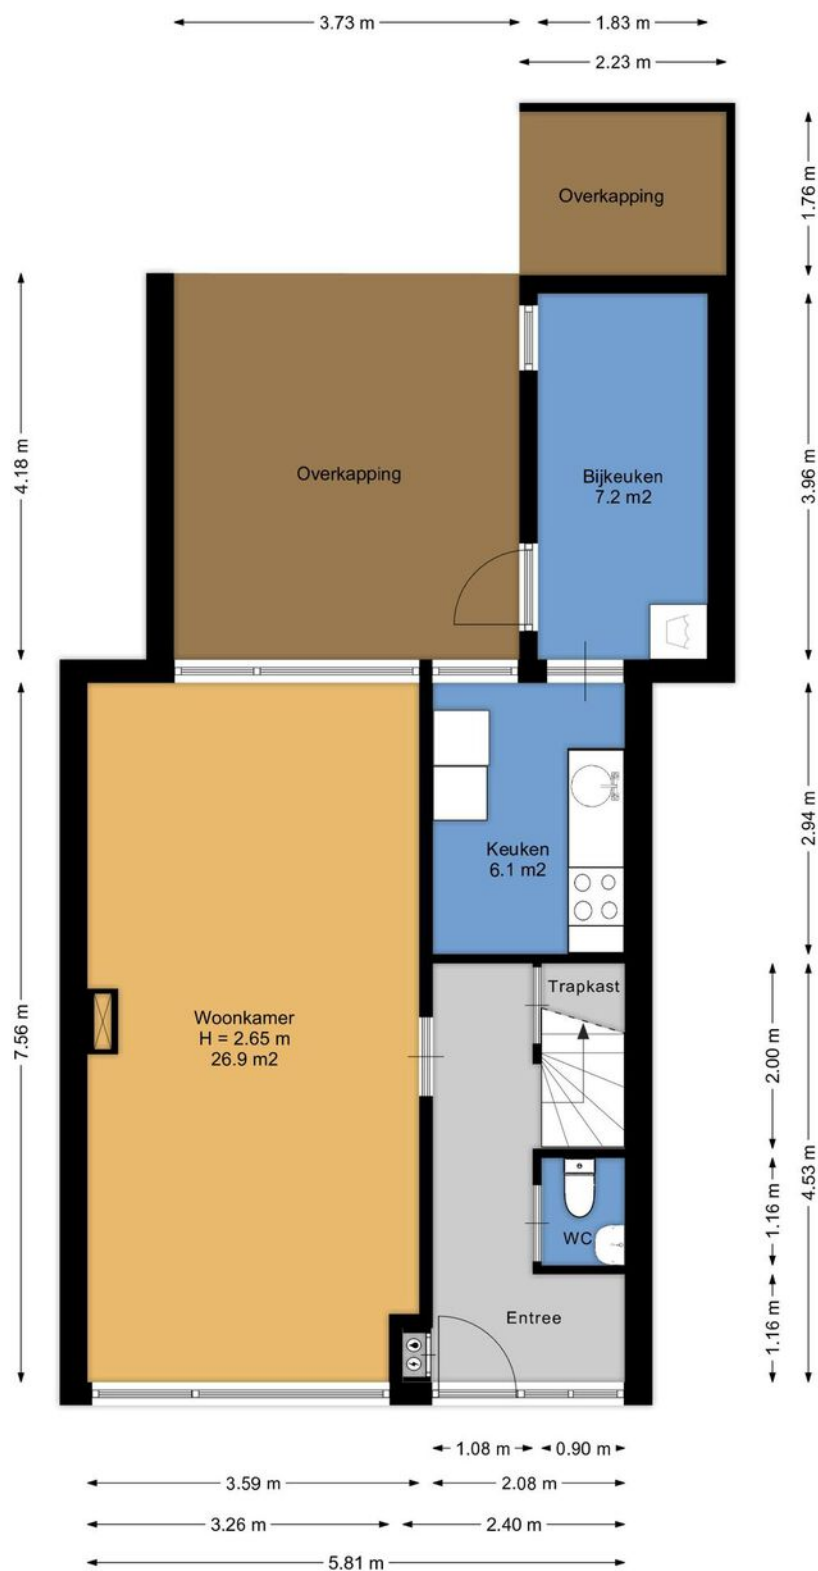 3.73 m
1.83 m
2.23 m
Overkapping
1.76 m
4.18 m
Overkapping
Bijkeuken
7.2 m2
3.96 m
Keuken
6.1 m2
2.94 m
Woonkamer
H = 2.65 m
26.9 m2
7.56 m
Trapkast
2.00 m
4.53 m
WC
1.16 m
Entree
1.16 m
1.08 m
0.90 m
3.59 m
2.08 m
3.26 m
2.40 m
5.81 m